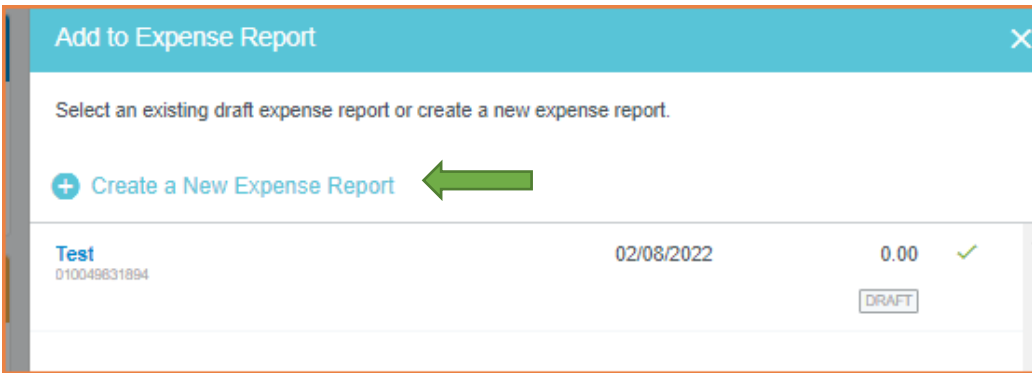 Add to Expense Report
Select an existing draft expense report or create a new expense report.
Create a New Expense Report
Test 02/08/2022 0.00
010049831894
DRAFT